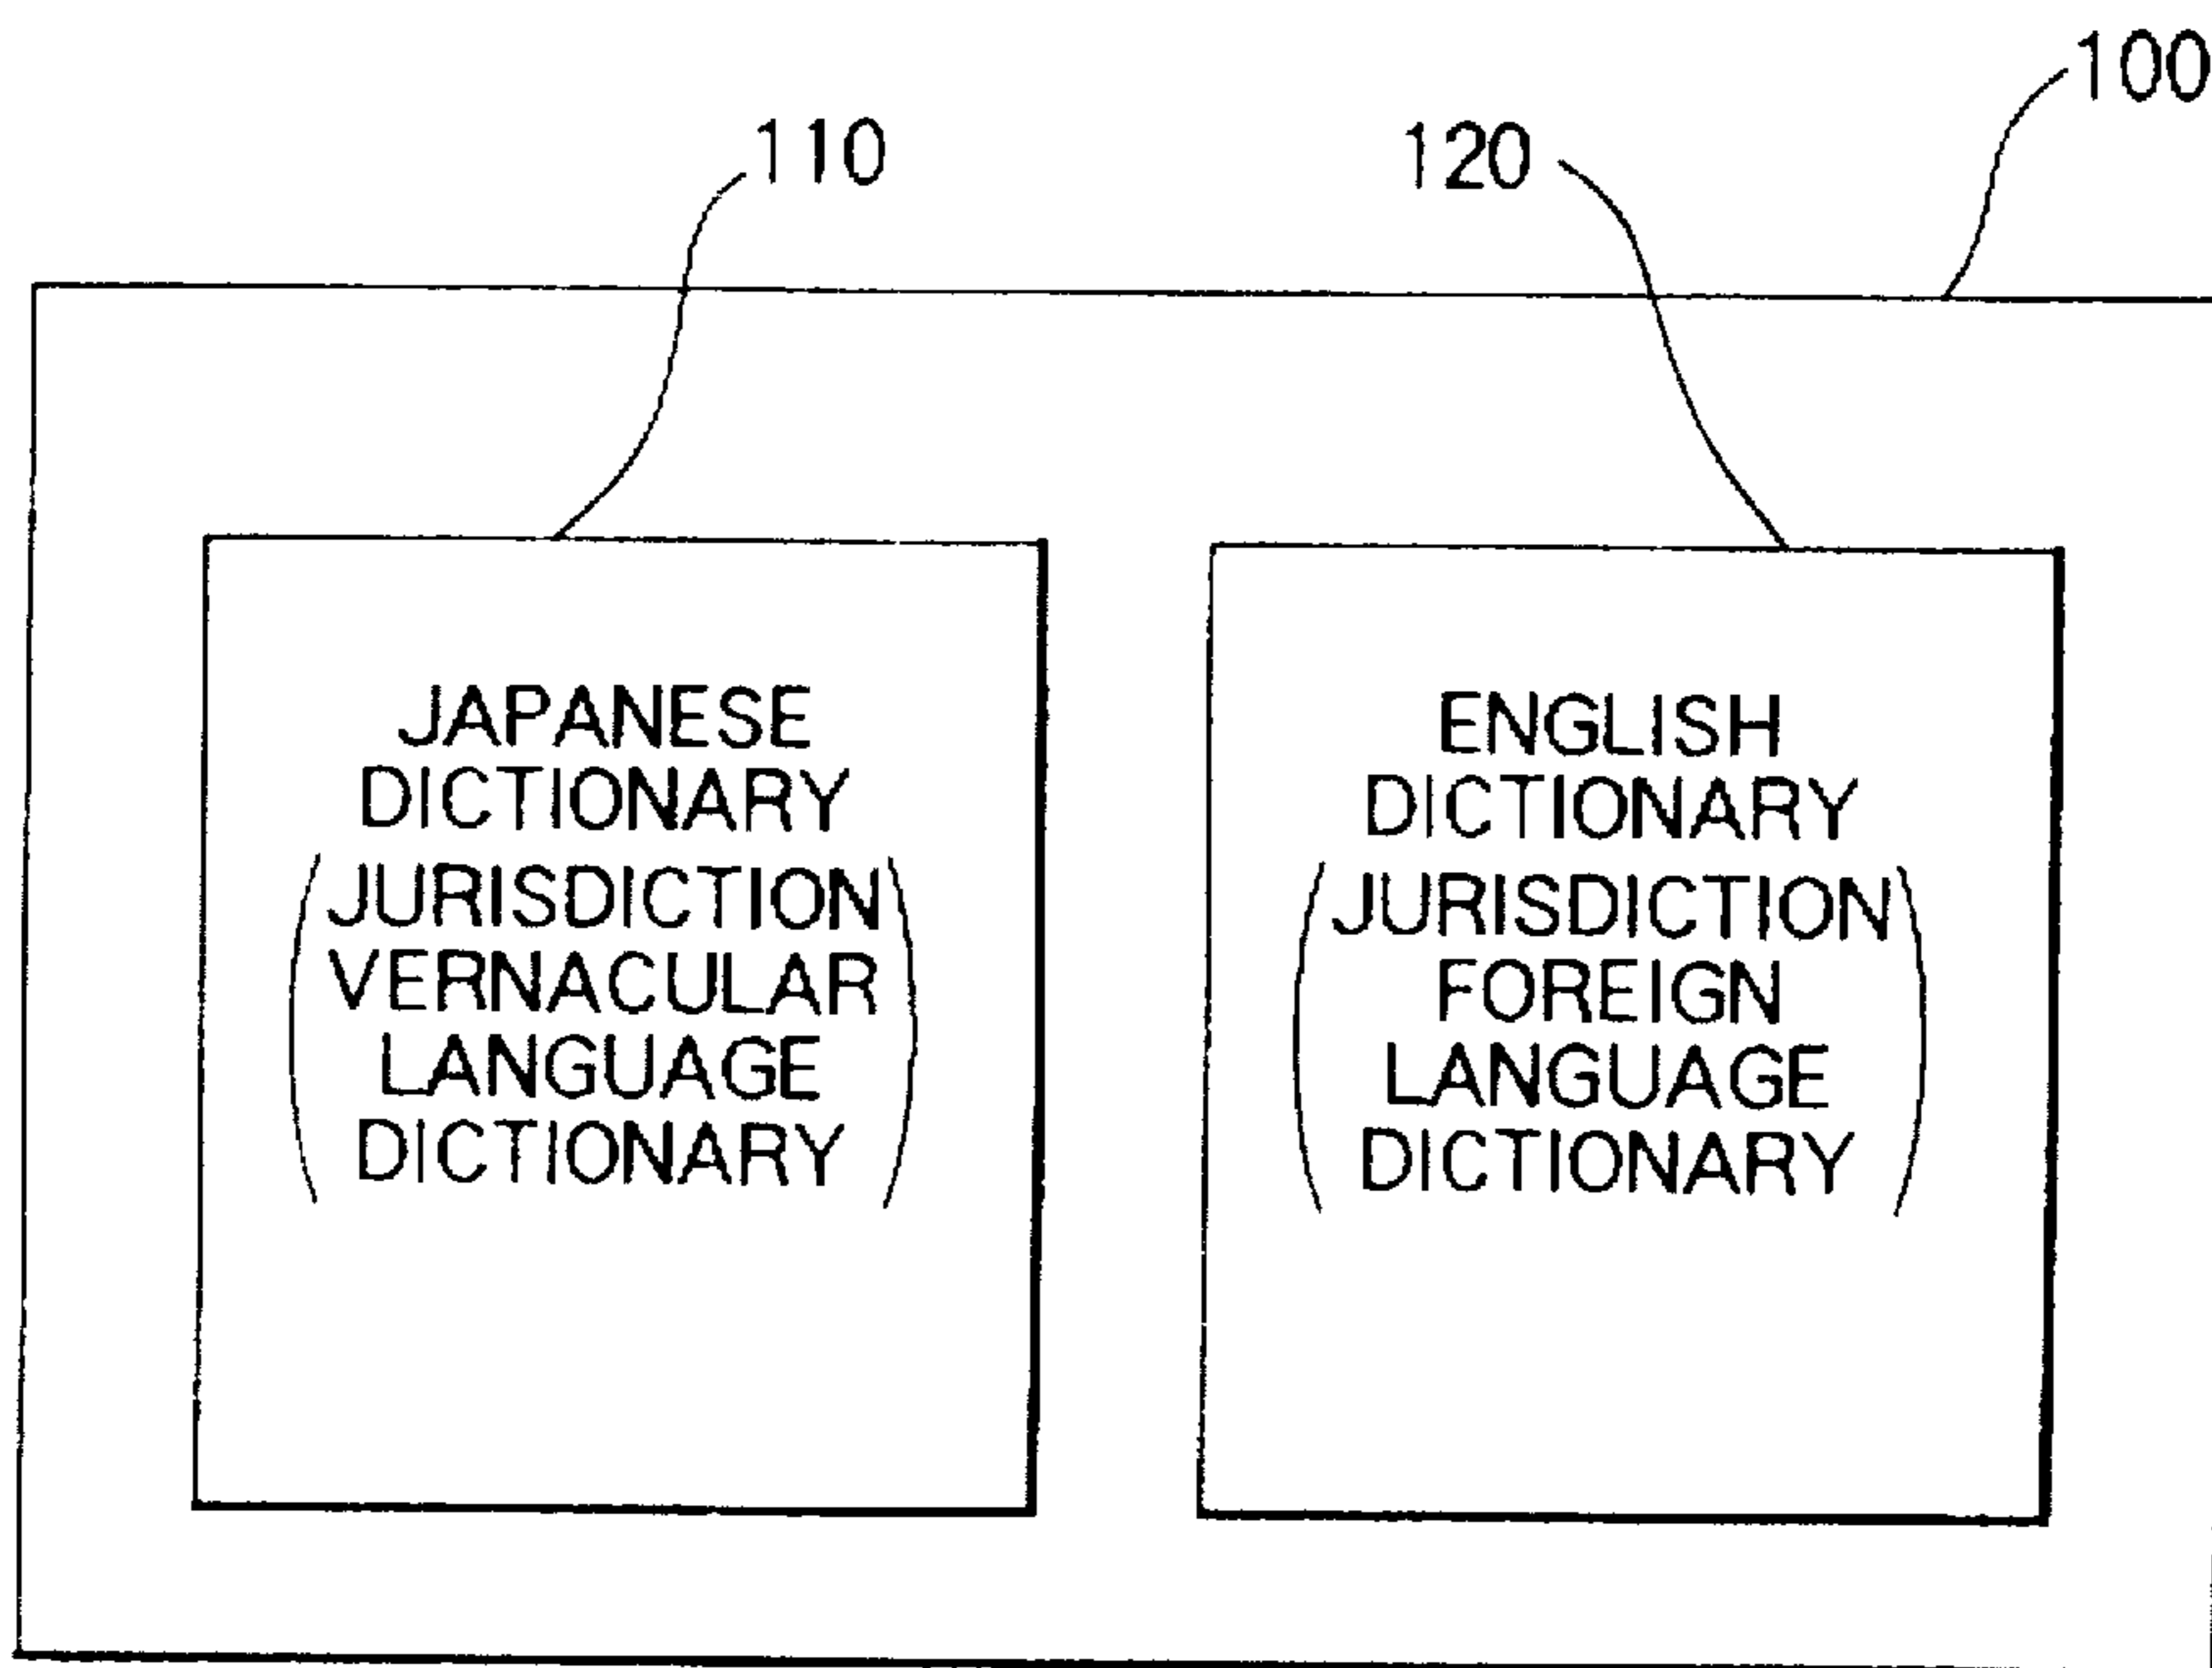 100
110
120
JAPANESE
DICTIONARY
(JURISDICTION
VERNACULAR
LANGUAGE
DICTIONARY)
ENGLISH
DICTIONARY
(JURISDICTION
FOREIGN
LANGUAGE
DICTIONARY)